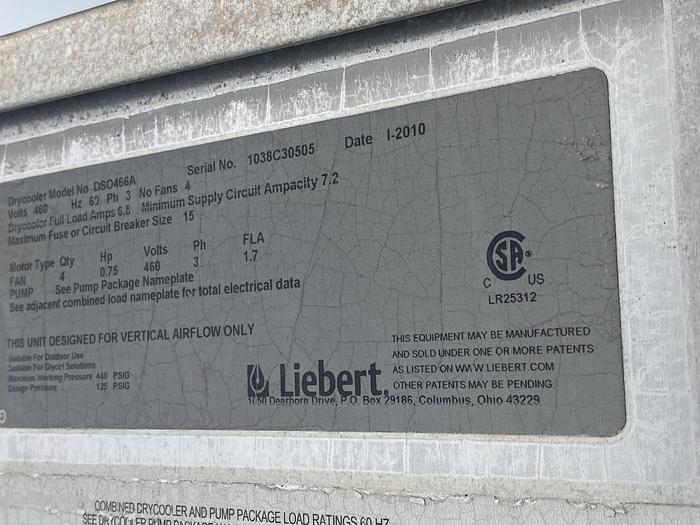 Drycooler Model No DSO466A Serial No. 1038C30505 Date I-2010
Volts 460 Hz 60 Ph 3 No Fans 4
Drycooler Full Load Amps 6.8 Minimum Supply Circuit Ampacity 7.2
Maximum Fuse or Circuit Breaker Size 15
Motor Type Qty Hp Volts Ph FLA
FAN 4 0.75 460 3 1.7
PUMP See Pump Package Nameplate
See adjacent combined load nameplate for total electrical data
CSA®
C US
LR25312
THIS UNIT DESIGNED FOR VERTICAL AIRFLOW ONLY
Suitable For Outdoor Use
Suitable For Glycol Solutions
Maximum Working Pressure 440 PSIG
Design Pressure 125 PSIG
Liebert.
1050 Dearborn Drive, P.O. Box 29186, Columbus, Ohio 43229
THIS EQUIPMENT MAY BE MANUFACTURED
AND SOLD UNDER ONE OR MORE PATENTS
AS LISTED ON WWW.LIEBERT.COM
OTHER PATENTS MAY BE PENDING
COMBINED DRYCOOLER AND PUMP PACKAGE LOAD RATINGS 60 HZ
SEE DRYCOOLER PUMP PACKAGE